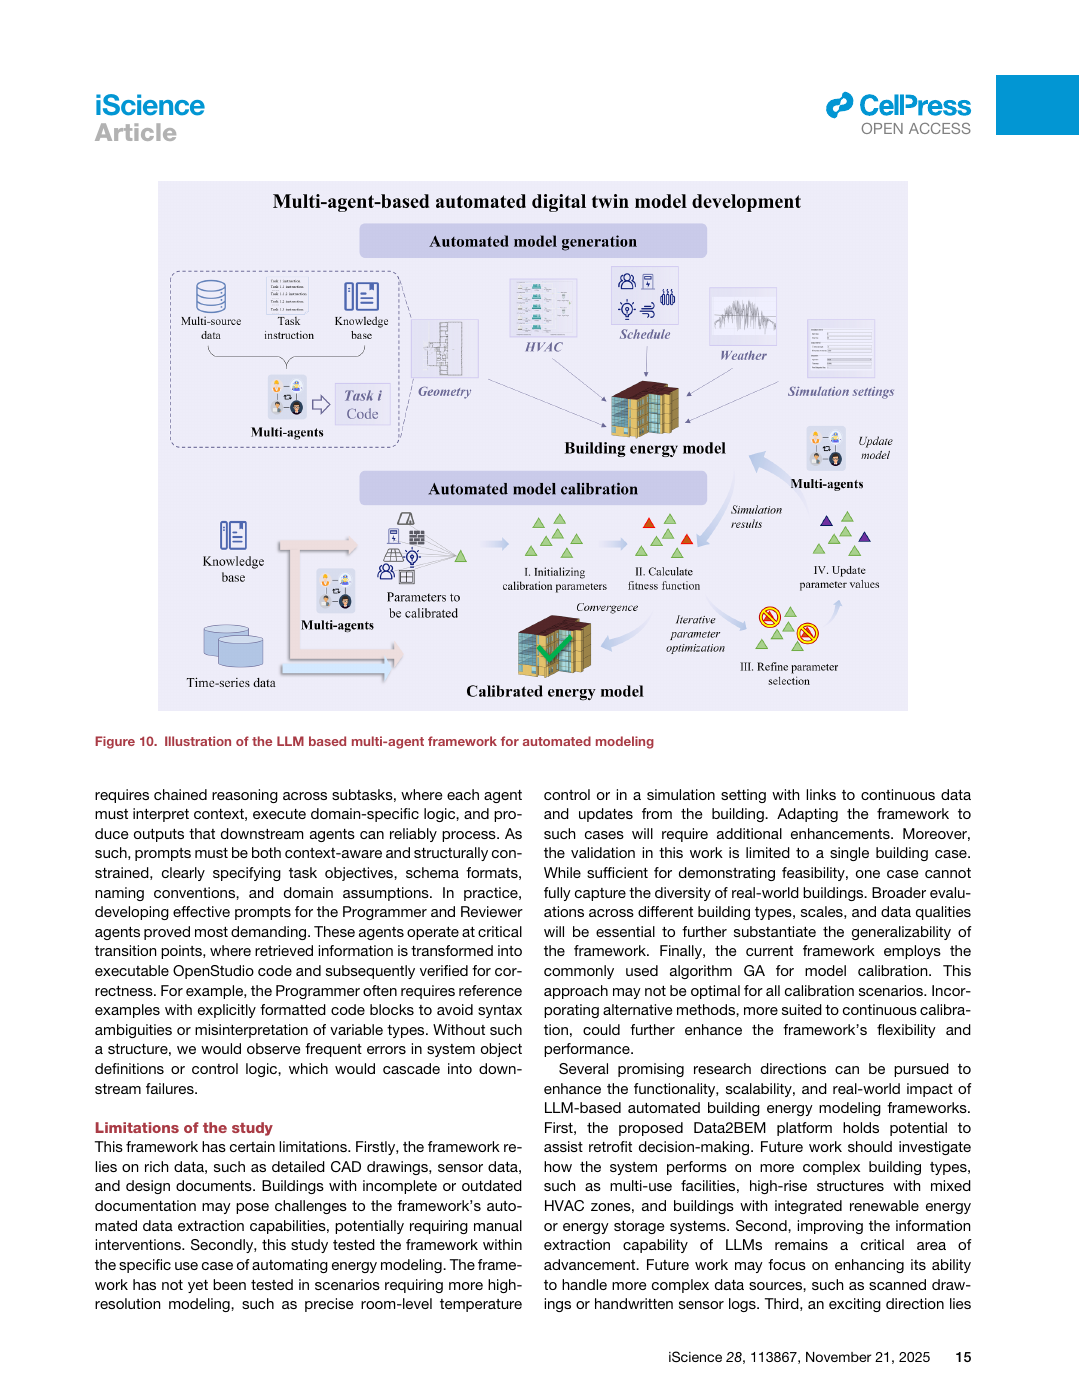 iScience
Article
CellPress
OPEN ACCESS
Multi-agent-based automated digital twin model development
Automated model generation
Task 1 instruction
Task 1.1 instruction
Task 1.2 instruction
Task 1.2 instruction
Multi-source
data
Task
instruction
Knowledge
base
Multi-agents
Task i
Code
Geometry
HVAC
Schedule
Weather
Simulation settings
Building energy model
Multi-agents
Update
model
Automated model calibration
Simulation
results
Knowledge
base
Multi-agents
Time-series data
Parameters to
be calibrated
I. Initializing
calibration parameters
II. Calculate
fitness function
IV. Update
parameter values
Convergence
Iterative
parameter
optimization
III. Refine parameter
selection
Calibrated energy model
Figure 10. Illustration of the LLM based multi-agent framework for automated modeling
requires chained reasoning across subtasks, where each agent
must interpret context, execute domain-specific logic, and pro-
duce outputs that downstream agents can reliably process. As
such, prompts must be both context-aware and structurally con-
strained, clearly specifying task objectives, schema formats,
naming conventions, and domain assumptions. In practice,
developing effective prompts for the Programmer and Reviewer
agents proved most demanding. These agents operate at critical
transition points, where retrieved information is transformed into
executable OpenStudio code and subsequently verified for cor-
rectness. For example, the Programmer often requires reference
examples with explicitly formatted code blocks to avoid syntax
ambiguities or misinterpretation of variable types. Without such
a structure, we would observe frequent errors in system object
definitions or control logic, which would cascade into down-
stream failures.
Limitations of the study
This framework has certain limitations. Firstly, the framework re-
lies on rich data, such as detailed CAD drawings, sensor data,
and design documents. Buildings with incomplete or outdated
documentation may pose challenges to the framework's auto-
mated data extraction capabilities, potentially requiring manual
interventions. Secondly, this study tested the framework within
the specific use case of automating energy modeling. The frame-
work has not yet been tested in scenarios requiring more high-
resolution modeling, such as precise room-level temperature
control or in a simulation setting with links to continuous data
and updates from the building. Adapting the framework to
such cases will require additional enhancements. Moreover,
the validation in this work is limited to a single building case.
While sufficient for demonstrating feasibility, one case cannot
fully capture the diversity of real-world buildings. Broader evalu-
ations across different building types, scales, and data qualities
will be essential to further substantiate the generalizability of
the framework. Finally, the current framework employs the
commonly used algorithm GA for model calibration. This
approach may not be optimal for all calibration scenarios. Incor-
porating alternative methods, more suited to continuous calibra-
tion, could further enhance the framework's flexibility and
performance.
Several promising research directions can be pursued to
enhance the functionality, scalability, and real-world impact of
LLM-based automated building energy modeling frameworks.
First, the proposed Data2BEM platform holds potential to
assist retrofit decision-making. Future work should investigate
how the system performs on more complex building types,
such as multi-use facilities, high-rise structures with mixed
HVAC zones, and buildings with integrated renewable energy
or energy storage systems. Second, improving the information
extraction capability of LLMs remains a critical area of
advancement. Future work may focus on enhancing its ability
to handle more complex data sources, such as scanned draw-
ings or handwritten sensor logs. Third, an exciting direction lies
iScience 28, 113867, November 21, 2025 15